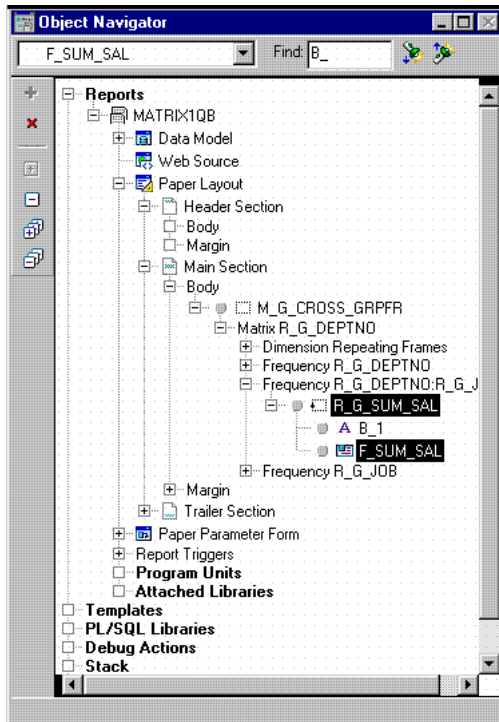 Object Navigator
F_SUM_SAL Find: B_
Reports
MATRIX1QB
Data Model
Web Source
Paper Layout
Header Section
Body
Margin
Main Section
Body
M_G_CROSS_GRPFR
Matrix R_G_DEPTNO
Dimension Repeating Frames
Frequency R_G_DEPTNO
Frequency R_G_DEPTNO:R_G_J
R_G_SUM_SAL
A B_1
F_SUM_SAL
Frequency R_G_JOB
Margin
Trailer Section
Paper Parameter Form
Report Triggers
Program Units
Attached Libraries
Templates
PL/SQL Libraries
Debug Actions
Stack